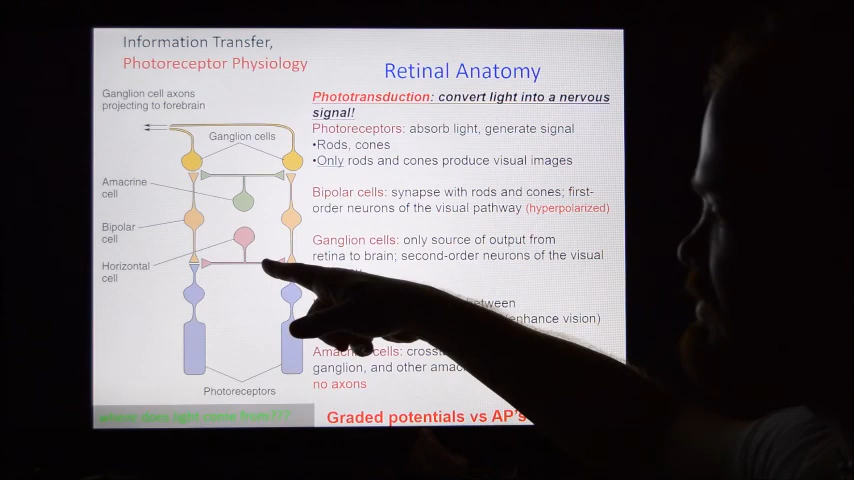 Information Transfer,
Photoreceptor Physiology
Retinal Anatomy
Ganglion cell axons
projecting to forebrain
Ganglion cells
Amacrine
cell
Bipolar
cell
Horizontal
cell
Photoreceptors
Phototransduction: convert light into a nervous
signal!
Photoreceptors: absorb light, generate signal
•Rods, cones
•Only rods and cones produce visual images
Bipolar cells: synapse with rods and cones; first-
order neurons of the visual pathway (hyperpolarized)
Ganglion cells: only source of output from
retina to brain; second-order neurons of the visual
between
enhance vision)
cells:
ganglion, and other
no axons
where does light come from???
Graded potentials vs AP's